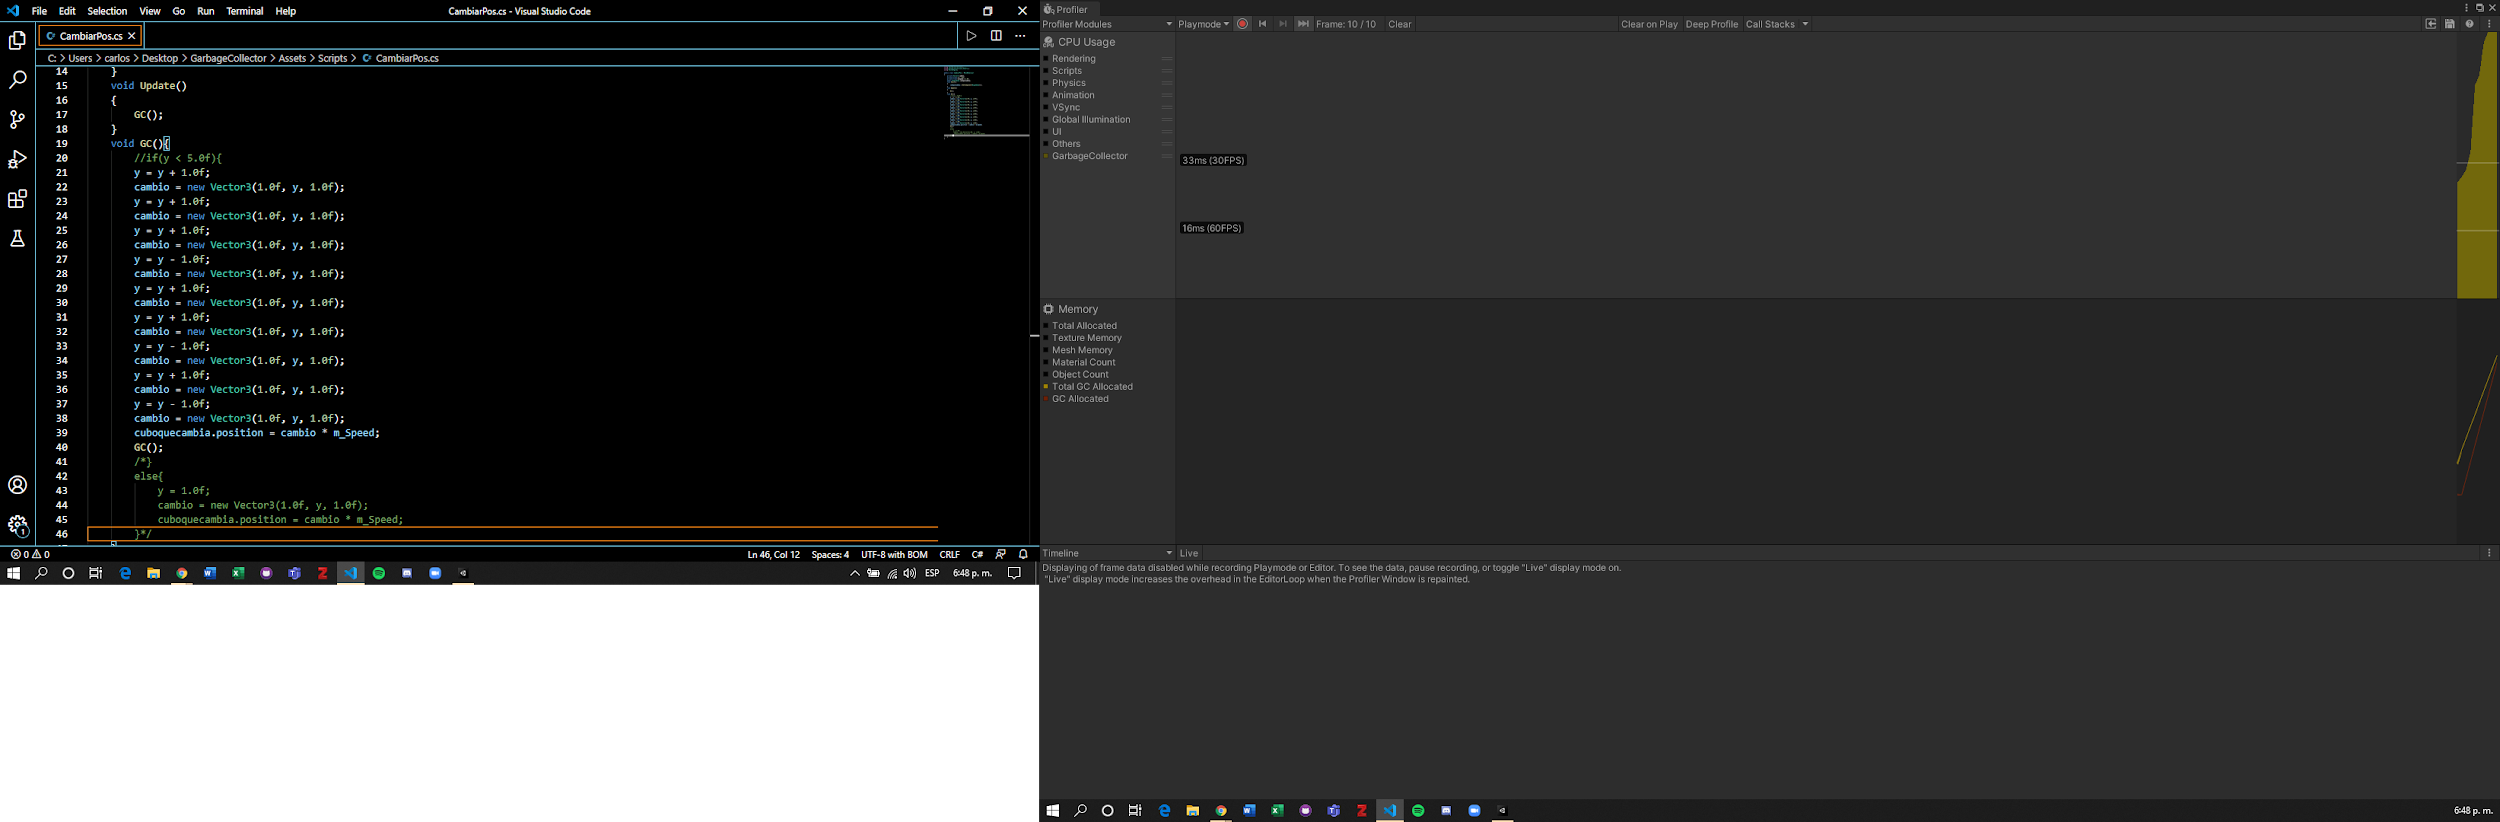 File Edit Selection View Go Run Terminal Help
CambiarPos.cs - Visual Studio Code
CambiarPos.cs
C: > Users > carlos > Desktop > GarbageCollector > Assets > Scripts > CambiarPos.cs
14 }
15 void Update()
16 {
17 GC();
18 }
19 void GC(){
20 //if(y < 5.0f){
21 y = y + 1.0f;
22 cambio = new Vector3(1.0f, y, 1.0f);
23 y = y + 1.0f;
24 cambio = new Vector3(1.0f, y, 1.0f);
25 y = y + 1.0f;
26 cambio = new Vector3(1.0f, y, 1.0f);
27 y = y - 1.0f;
28 cambio = new Vector3(1.0f, y, 1.0f);
29 y = y + 1.0f;
30 cambio = new Vector3(1.0f, y, 1.0f);
31 y = y + 1.0f;
32 cambio = new Vector3(1.0f, y, 1.0f);
33 y = y - 1.0f;
34 cambio = new Vector3(1.0f, y, 1.0f);
35 y = y + 1.0f;
36 cambio = new Vector3(1.0f, y, 1.0f);
37 y = y - 1.0f;
38 cambio = new Vector3(1.0f, y, 1.0f);
39 cuboquecambia.position = cambio * m_Speed;
40 GC();
41 /*}
42 else{
43 y = 1.0f;
44 cambio = new Vector3(1.0f, y, 1.0f);
45 cuboquecambia.position = cambio * m_Speed;
46 }*/
0 0
Ln 46, Col 12 Spaces: 4 UTF-8 with BOM CRLF C#
ESP 6:48 p. m.
Profiler
Profiler Modules Playmode Frame: 10 / 10 Clear Clear on Play Deep Profile Call Stacks
CPU Usage
Rendering
Scripts
Physics
Animation
VSync
Global Illumination
UI
Others
GarbageCollector
33ms (30FPS)
16ms (60FPS)
Memory
Total Allocated
Texture Memory
Mesh Memory
Material Count
Object Count
Total GC Allocated
GC Allocated
Timeline Live
Displaying of frame data disabled while recording Playmode or Editor. To see the data, pause recording, or toggle "Live" display mode on.
"Live" display mode increases the overhead in the EditorLoop when the Profiler Window is repainted.
6:48 p. m.